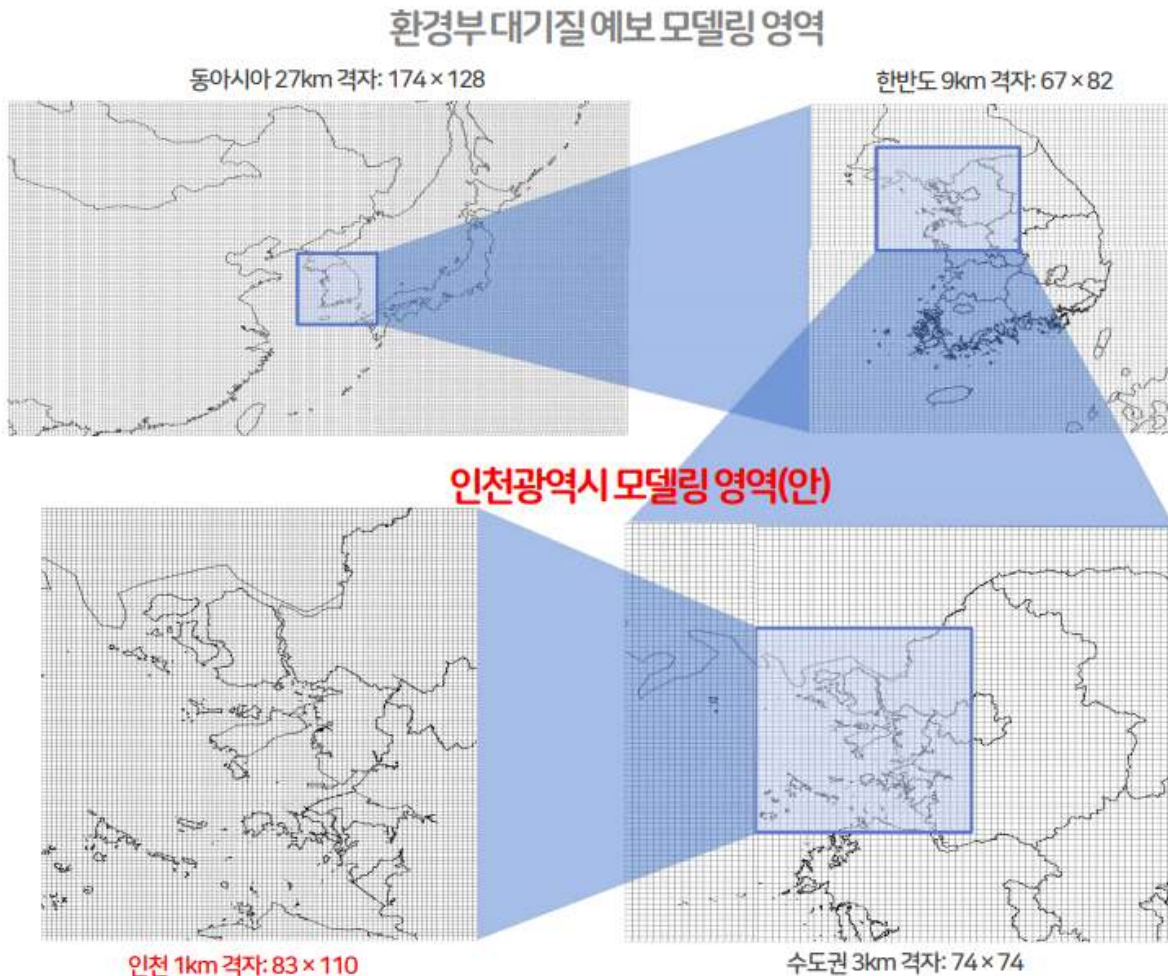 환경부 대기질 예보 모델링 영역
동아시아 27km 격자: 174 × 128
한반도 9km 격자: 67 × 82
인천광역시 모델링 영역(안)
인천 1km 격자: 83 × 110
수도권 3km 격자: 74 × 74